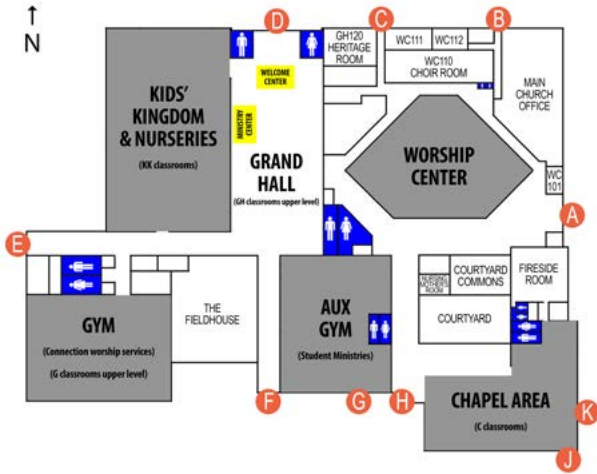 N
D
C
B
GH120
HERITAGE
ROOM
WC111
WC112
WC110
CHOIR ROOM
MAIN
CHURCH
OFFICE
WELCOME
CENTER
MINISTRY
CENTER
KIDS'
KINGDOM
& NURSERIES
(KK classrooms)
GRAND
HALL
(GH classrooms upper level)
WORSHIP
CENTER
WC
101
A
E
NURSING
MOTHERS
ROOM
COURTYARD
COMMONS
FIRESIDE
ROOM
COURTYARD
THE
FIELDHOUSE
GYM
(Connection worship services)
(G classrooms upper level)
AUX
GYM
(Student Ministries)
CHAPEL AREA
(C classrooms)
F
G
H
K
J